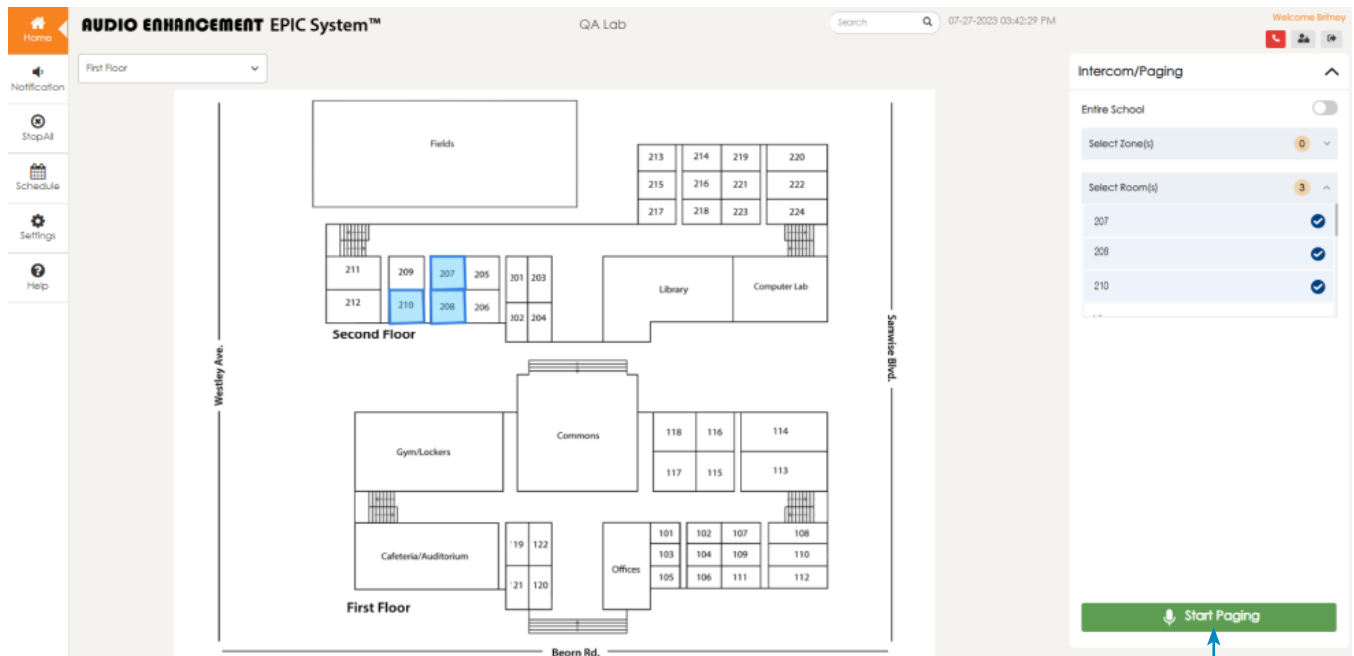 Home
AUDIO ENHANCEMENT EPIC System™
QA Lab
Search
07-27-2023 03:42:29 PM
Welcome Britney
Notification
StopAll
Schedule
Settings
Help
First Floor
Intercom/Paging
Entire School
Select Zone(s) 0
Select Room(s) 3
207
208
210
Start Paging
Fields
213 214 219 220
215 216 221 222
217 218 223 224
211 209 207 205 201 203
212 210 208 206 202 204
Library
Computer Lab
Second Floor
Westley Ave.
Samwise Blvd.
Commons
Gym/Lockers
118 116 114
117 115 113
Cafeteria/Auditorium
119 122
121 120
Offices
101 102 107 108
103 104 109 110
105 106 111 112
First Floor
Beorn Rd.